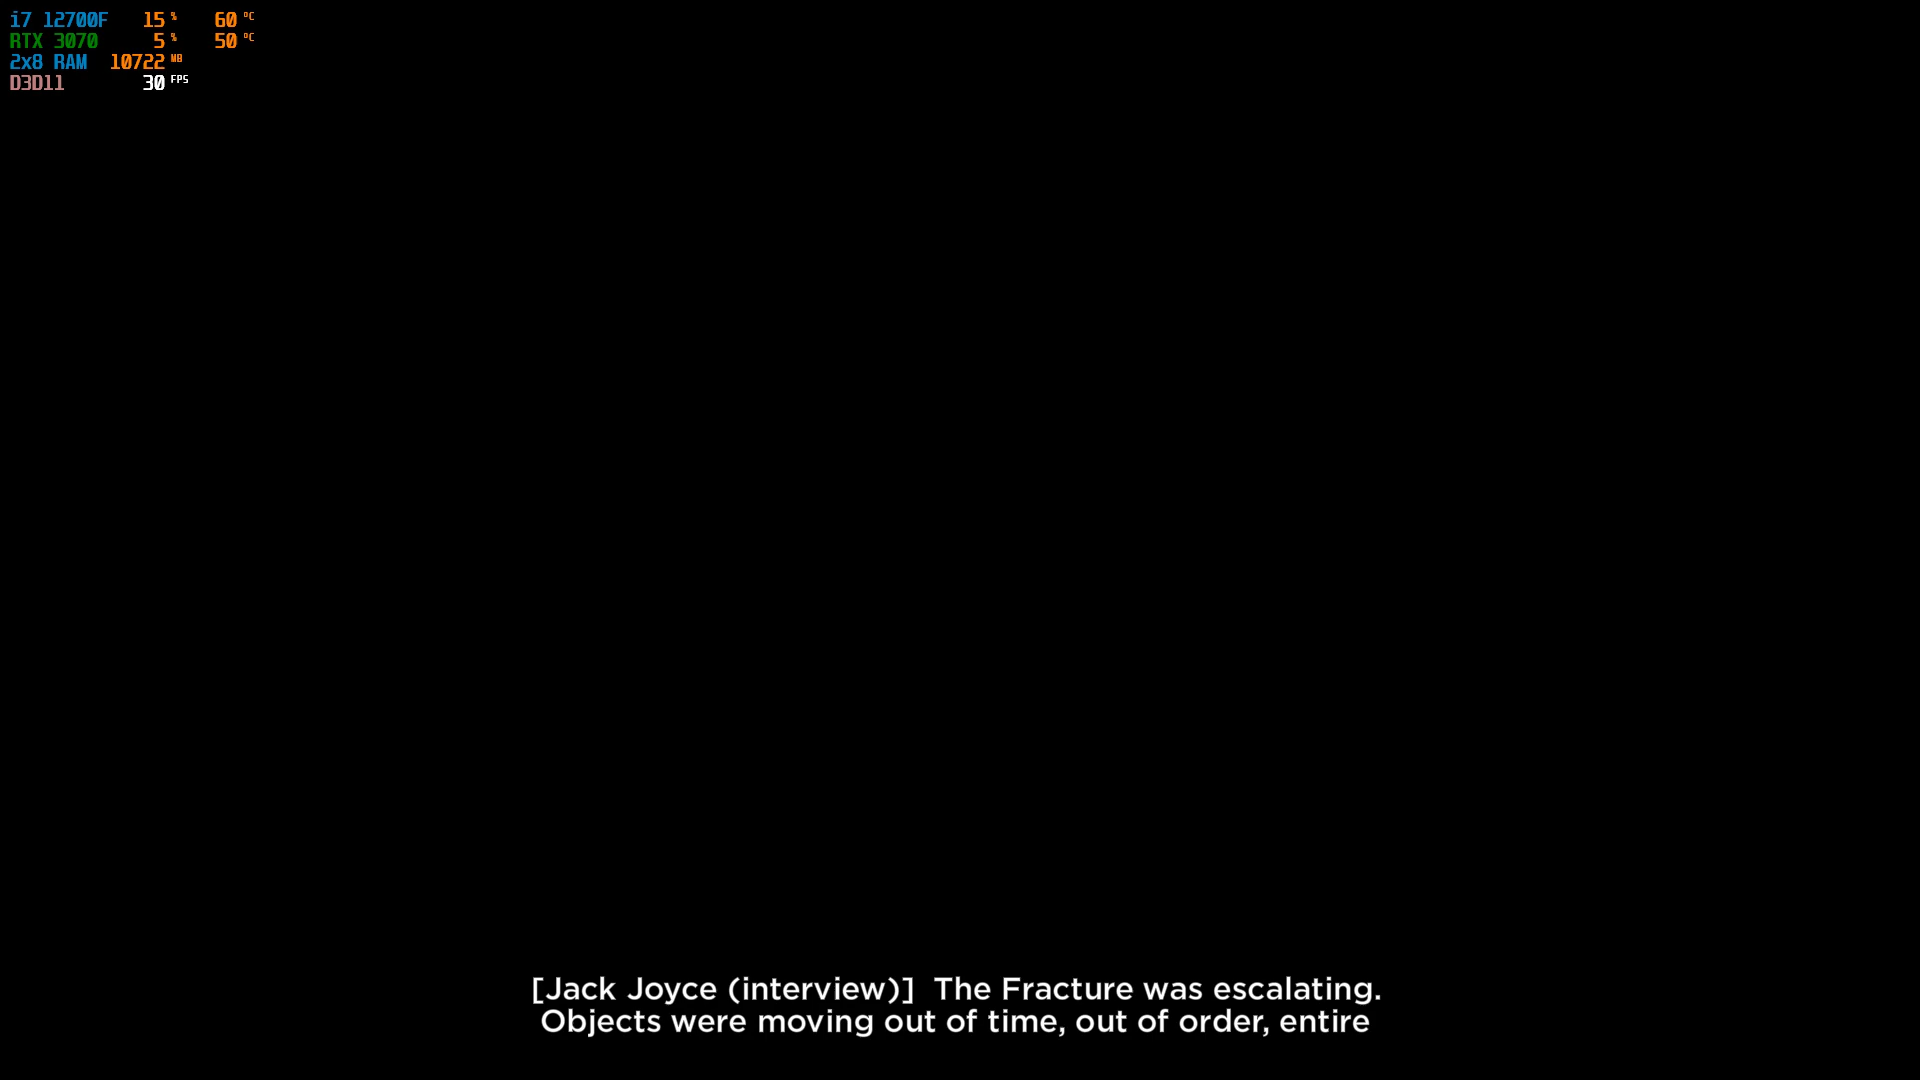 i7 12700F 15 % 60 °C
RTX 3070 5 % 50 °C
2x8 RAM 10722 MB
D3D11 30 FPS
[Jack Joyce (interview)] The Fracture was escalating.
Objects were moving out of time, out of order, entire